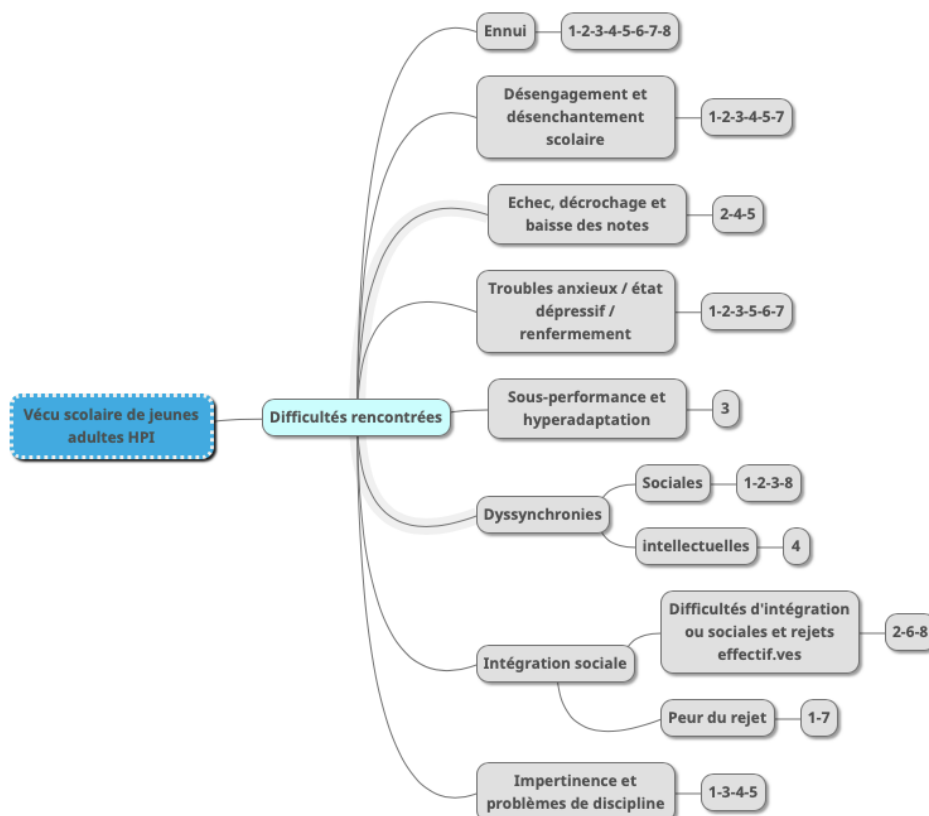 Ennui
1-2-3-4-5-6-7-8
Désengagement et
désenchantement
scolaire
1-2-3-4-5-7
Echec, décrochage et
baisse des notes
2-4-5
Troubles anxieux / état
dépressif /
renfermement
1-2-3-5-6-7
Vécu scolaire de jeunes
adultes HPI
Difficultés rencontrées
Sous-performance et
hyperadaptation
3
Dyssynchronies
Sociales
1-2-3-8
intellectuelles
4
Intégration sociale
Difficultés d'intégration
ou sociales et rejets
effectif.ves
2-6-8
Peur du rejet
1-7
Impertinence et
problèmes de discipline
1-3-4-5